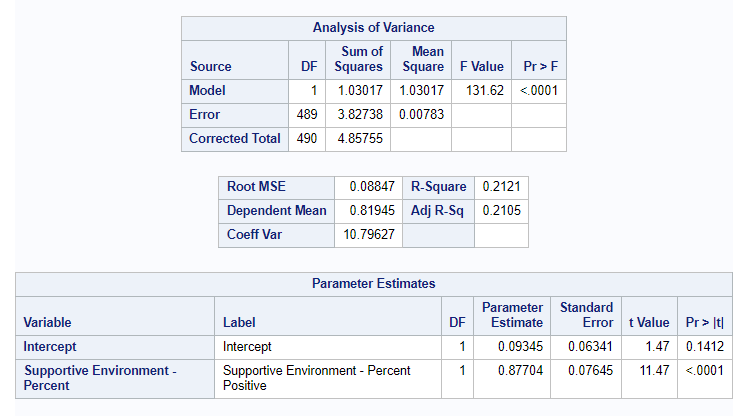 Analysis of Variance
Source DF Sum of Squares Mean Square F Value Pr > F
Model 1 1.03017 1.03017 131.62 <.0001
Error 489 3.82738 0.00783
Corrected Total 490 4.85755
Root MSE 0.08847 R-Square 0.2121
Dependent Mean 0.81945 Adj R-Sq 0.2105
Coeff Var 10.79627
Parameter Estimates
Variable Label DF Parameter Estimate Standard Error t Value Pr > |t|
Intercept Intercept 1 0.09345 0.06341 1.47 0.1412
Supportive Environment - Percent Supportive Environment - Percent Positive 1 0.87704 0.07645 11.47 <.0001